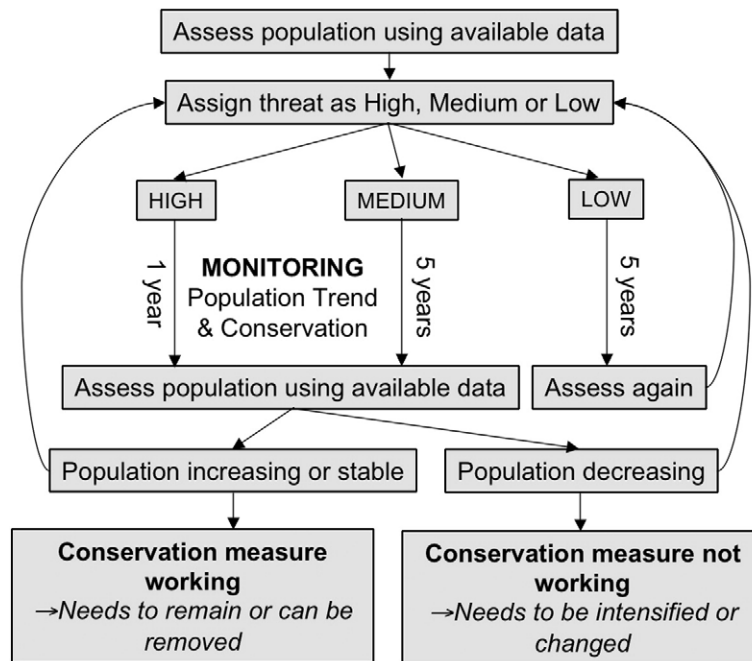 Assess population using available data
Assign threat as High, Medium or Low
HIGH
MEDIUM
LOW
1 year
MONITORING
Population Trend
& Conservation
5 years
5 years
Assess population using available data
Assess again
Population increasing or stable
Population decreasing
Conservation measure
working
→Needs to remain or can be
removed
Conservation measure not
working
→Needs to be intensified or
changed